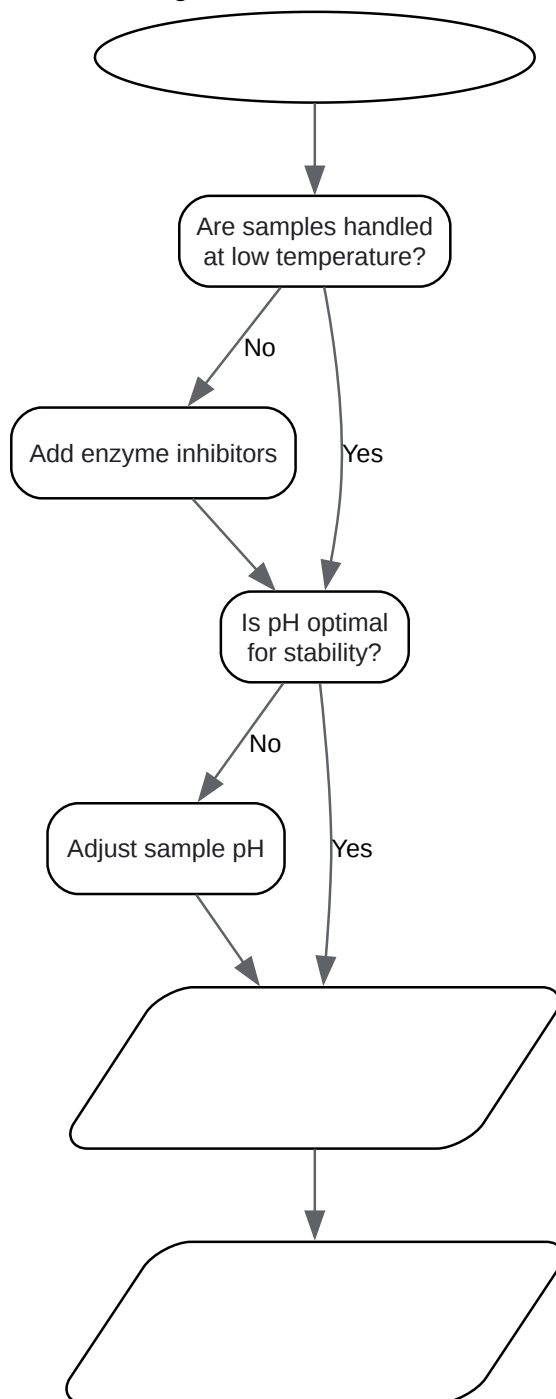 Are samples handled
at low temperature?
No
Add enzyme inhibitors
Yes
Is pH optimal
for stability?
No
Adjust sample pH
Yes